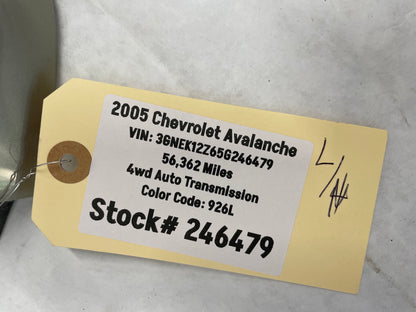 2005 Chevrolet Avalanche
VIN: 3GNEK12Z65G246479
56,362 Miles
4wd Auto Transmission
Color Code: 926L
Stock# 246479